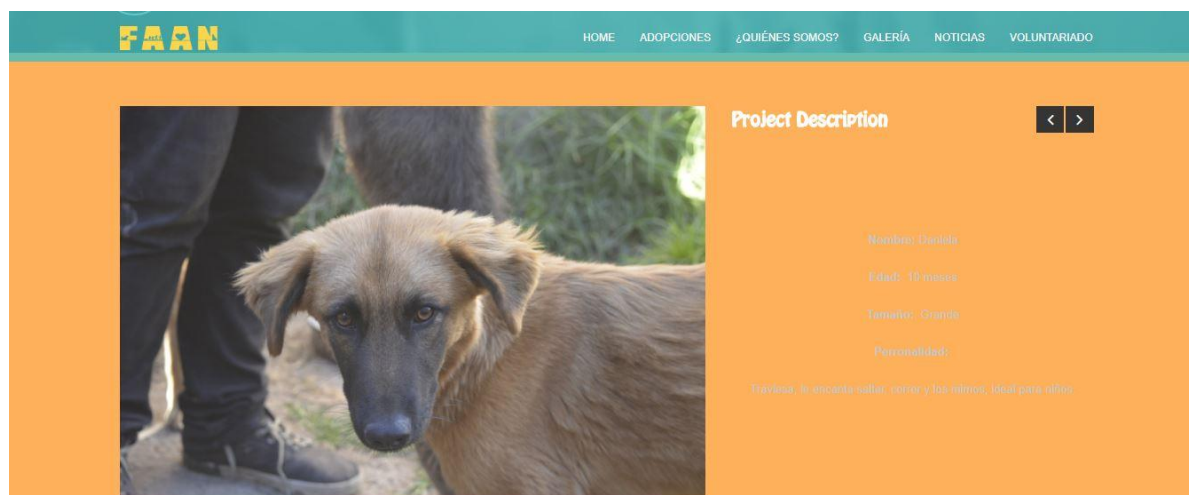 FAAN
HOME ADOPCIONES ¿QUIÉNES SOMOS? GALERÍA NOTICIAS VOLUNTARIADO
Project Description
Nombre: Daniela
Edad: 10 meses
Tamaño: Grande
Perronalidad:
Traviesa, le encanta saltar, correr y los mimos, ideal para niños.